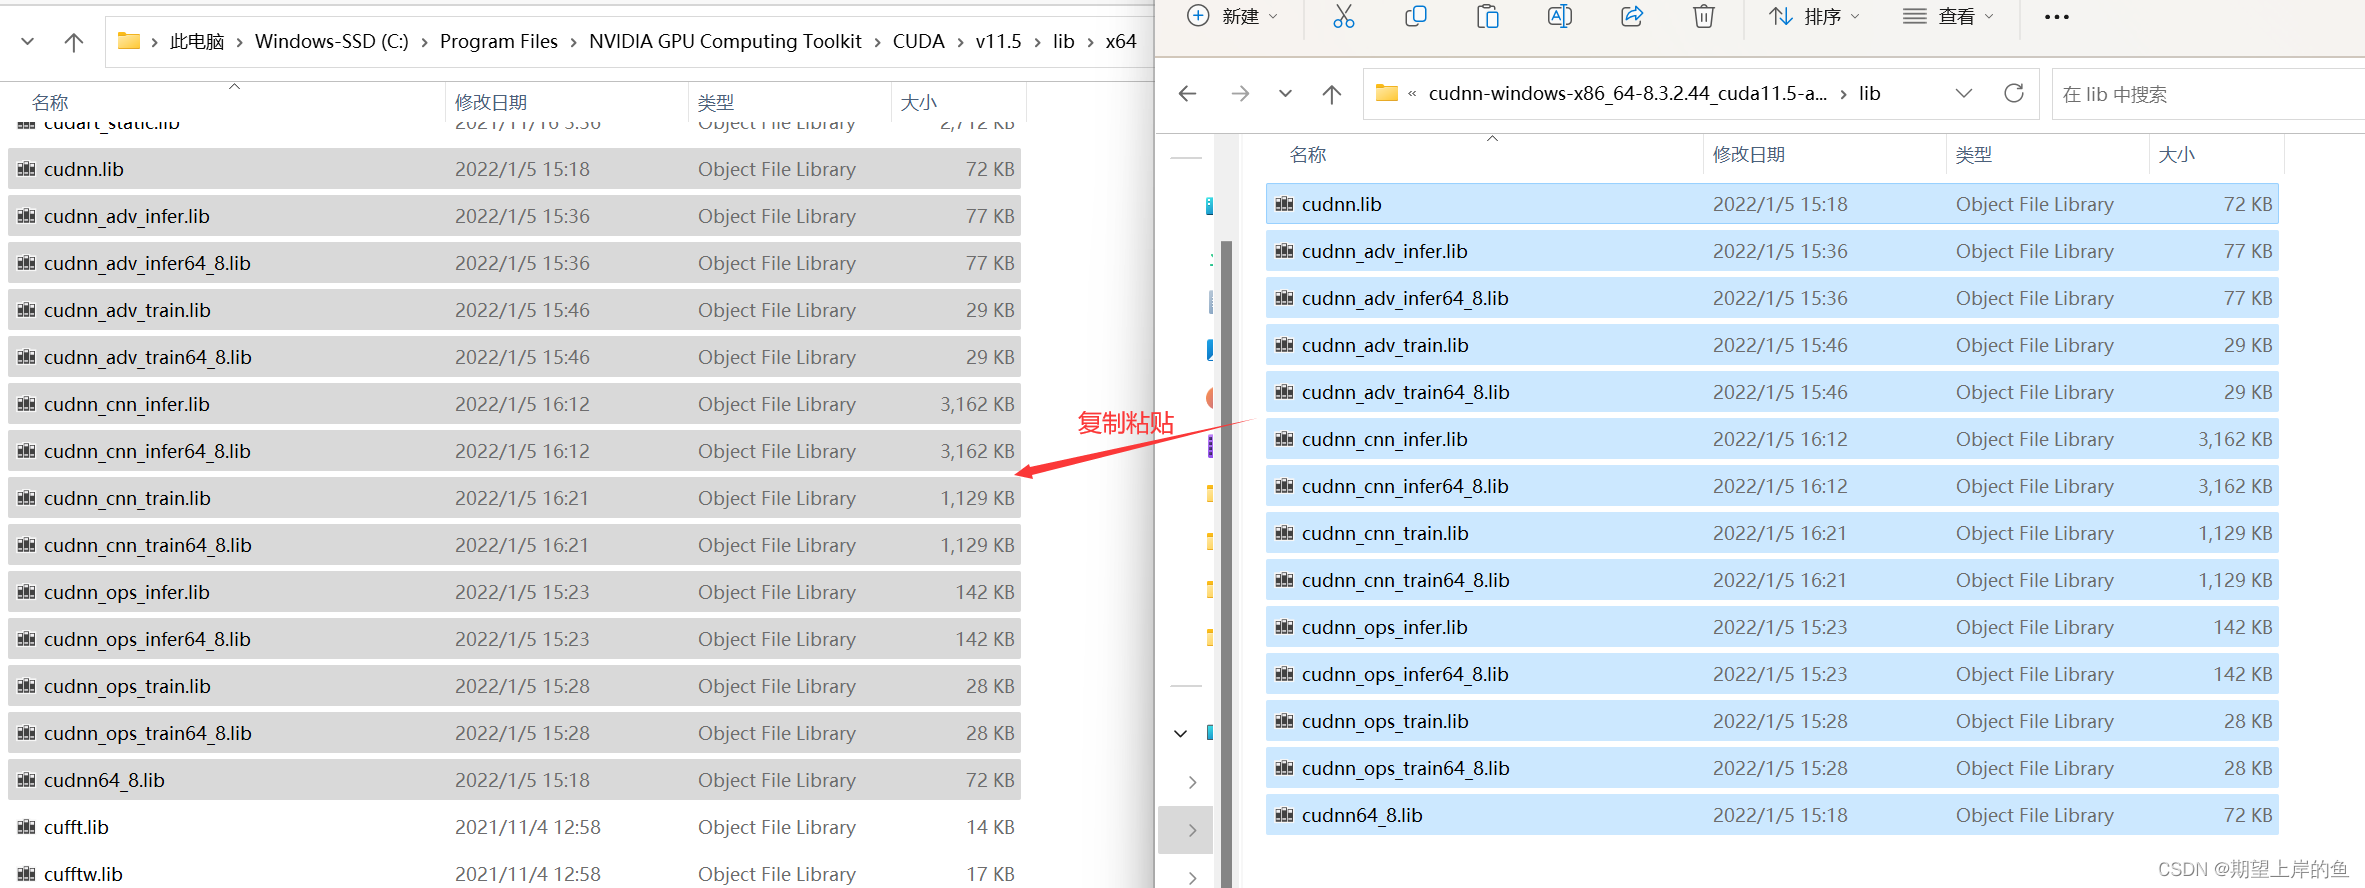 此电脑 Windows-SSD (C:) Program Files NVIDIA GPU Computing Toolkit CUDA v11.5 lib x64
名称 修改日期 类型 大小
cudart_static.lib 2021/11/16 3:36 Object File Library 2,712 KB
cudnn.lib 2022/1/5 15:18 Object File Library 72 KB
cudnn_adv_infer.lib 2022/1/5 15:36 Object File Library 77 KB
cudnn_adv_infer64_8.lib 2022/1/5 15:36 Object File Library 77 KB
cudnn_adv_train.lib 2022/1/5 15:46 Object File Library 29 KB
cudnn_adv_train64_8.lib 2022/1/5 15:46 Object File Library 29 KB
cudnn_cnn_infer.lib 2022/1/5 16:12 Object File Library 3,162 KB
cudnn_cnn_infer64_8.lib 2022/1/5 16:12 Object File Library 3,162 KB
cudnn_cnn_train.lib 2022/1/5 16:21 Object File Library 1,129 KB
cudnn_cnn_train64_8.lib 2022/1/5 16:21 Object File Library 1,129 KB
cudnn_ops_infer.lib 2022/1/5 15:23 Object File Library 142 KB
cudnn_ops_infer64_8.lib 2022/1/5 15:23 Object File Library 142 KB
cudnn_ops_train.lib 2022/1/5 15:28 Object File Library 28 KB
cudnn_ops_train64_8.lib 2022/1/5 15:28 Object File Library 28 KB
cudnn64_8.lib 2022/1/5 15:18 Object File Library 72 KB
cufft.lib 2021/11/4 12:58 Object File Library 14 KB
cufftw.lib 2021/11/4 12:58 Object File Library 17 KB
复制粘贴
新建 排序 查看
« cudnn-windows-x86_64-8.3.2.44_cuda11.5-a... lib 在 lib 中搜索
名称 修改日期 类型 大小
cudnn.lib 2022/1/5 15:18 Object File Library 72 KB
cudnn_adv_infer.lib 2022/1/5 15:36 Object File Library 77 KB
cudnn_adv_infer64_8.lib 2022/1/5 15:36 Object File Library 77 KB
cudnn_adv_train.lib 2022/1/5 15:46 Object File Library 29 KB
cudnn_adv_train64_8.lib 2022/1/5 15:46 Object File Library 29 KB
cudnn_cnn_infer.lib 2022/1/5 16:12 Object File Library 3,162 KB
cudnn_cnn_infer64_8.lib 2022/1/5 16:12 Object File Library 3,162 KB
cudnn_cnn_train.lib 2022/1/5 16:21 Object File Library 1,129 KB
cudnn_cnn_train64_8.lib 2022/1/5 16:21 Object File Library 1,129 KB
cudnn_ops_infer.lib 2022/1/5 15:23 Object File Library 142 KB
cudnn_ops_infer64_8.lib 2022/1/5 15:23 Object File Library 142 KB
cudnn_ops_train.lib 2022/1/5 15:28 Object File Library 28 KB
cudnn_ops_train64_8.lib 2022/1/5 15:28 Object File Library 28 KB
cudnn64_8.lib 2022/1/5 15:18 Object File Library 72 KB
CSDN @期望上岸的鱼